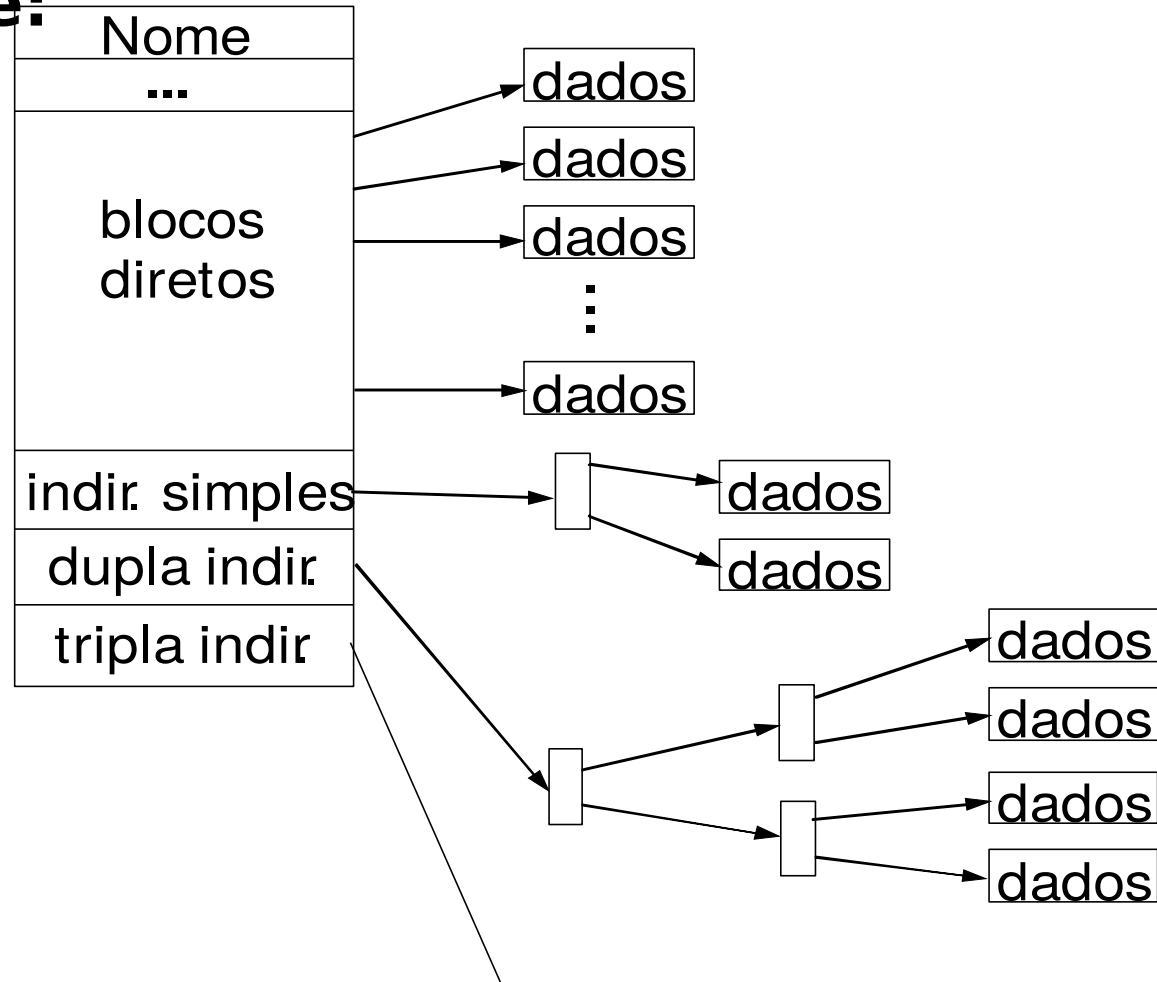 e:
Nome
...
blocos
diretos
indir. simples
dupla indir.
tripla indir.
dados
dados
dados
dados
dados
dados
dados
dados
dados
dados